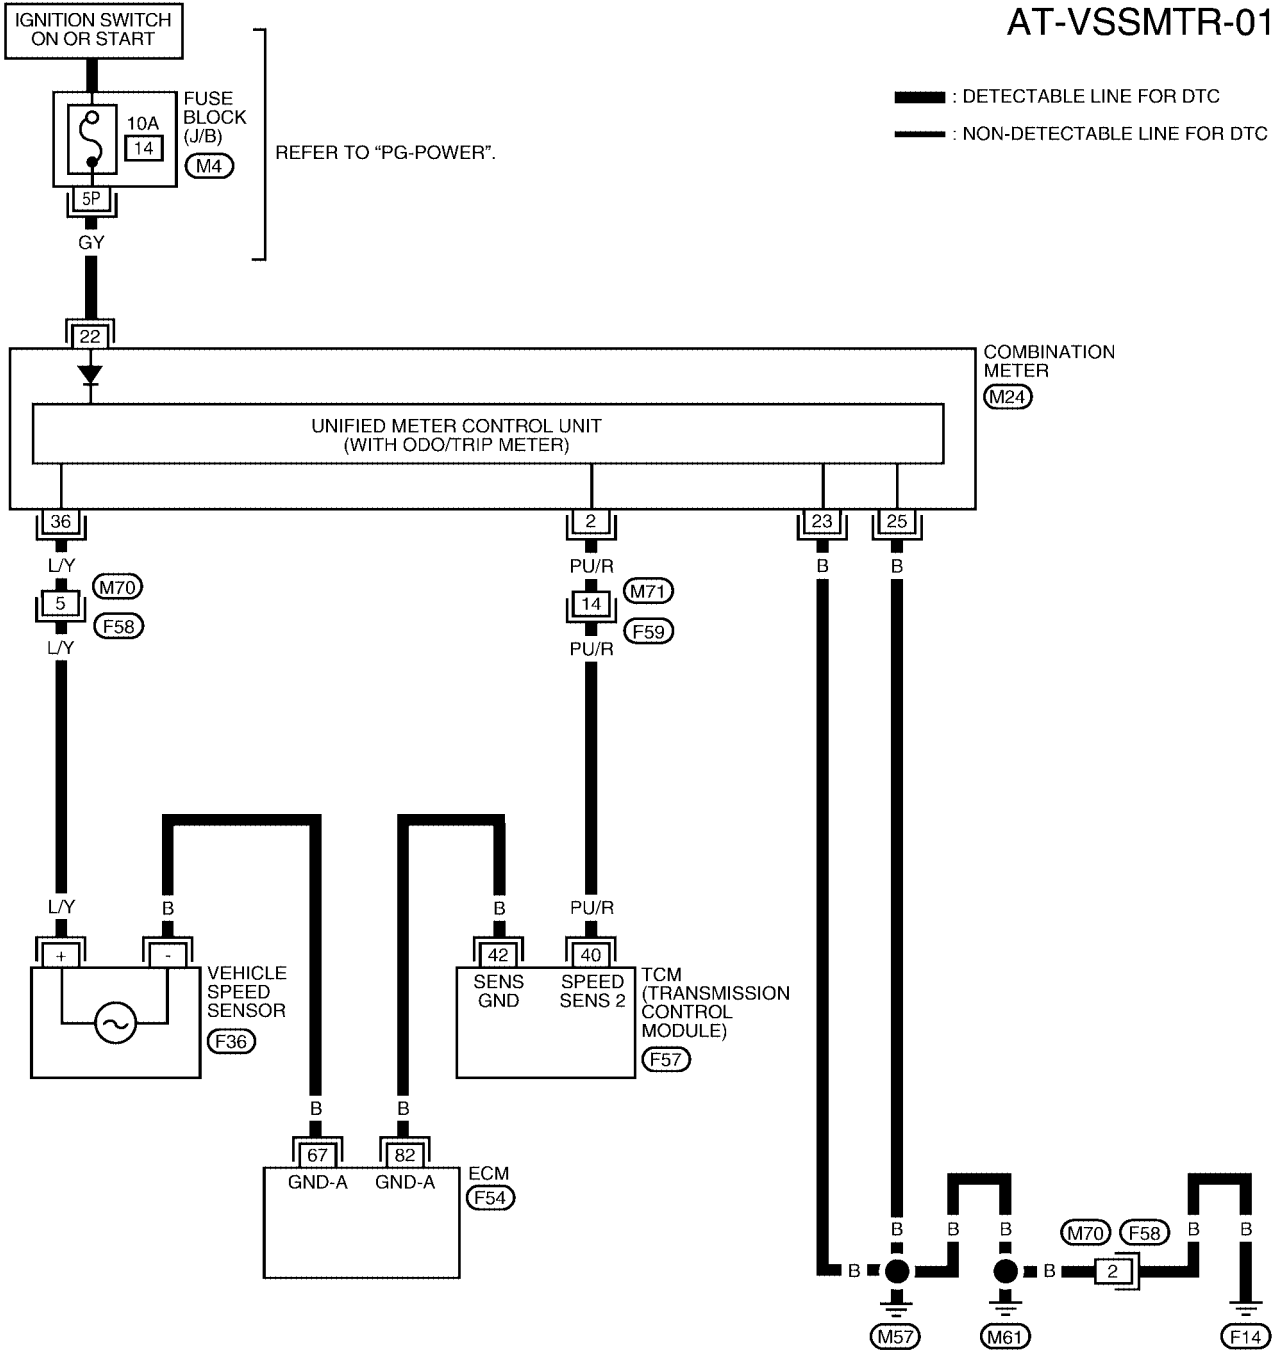 AT-VSSMTR-01
IGNITION SWITCH
ON OR START
FUSE
BLOCK
(J/B)
10A
14
M4
5P
GY
REFER TO “PG-POWER”.
: DETECTABLE LINE FOR DTC
: NON-DETECTABLE LINE FOR DTC
22
COMBINATION
METER
M24
UNIFIED METER CONTROL UNIT
(WITH ODO/TRIP METER)
36
2
23
25
L/Y
PU/R
B
B
5
M70
F58
14
M71
F59
L/Y
PU/R
L/Y
B
B
PU/R
+
-
42
40
VEHICLE
SPEED
SENSOR
F36
SENS
GND
SPEED
SENS 2
TCM
(TRANSMISSION
CONTROL
MODULE)
F57
B
B
67
82
GND-A
GND-A
ECM
F54
B
B
B
M70
F58
B
B
B
B
2
M57
M61
F14